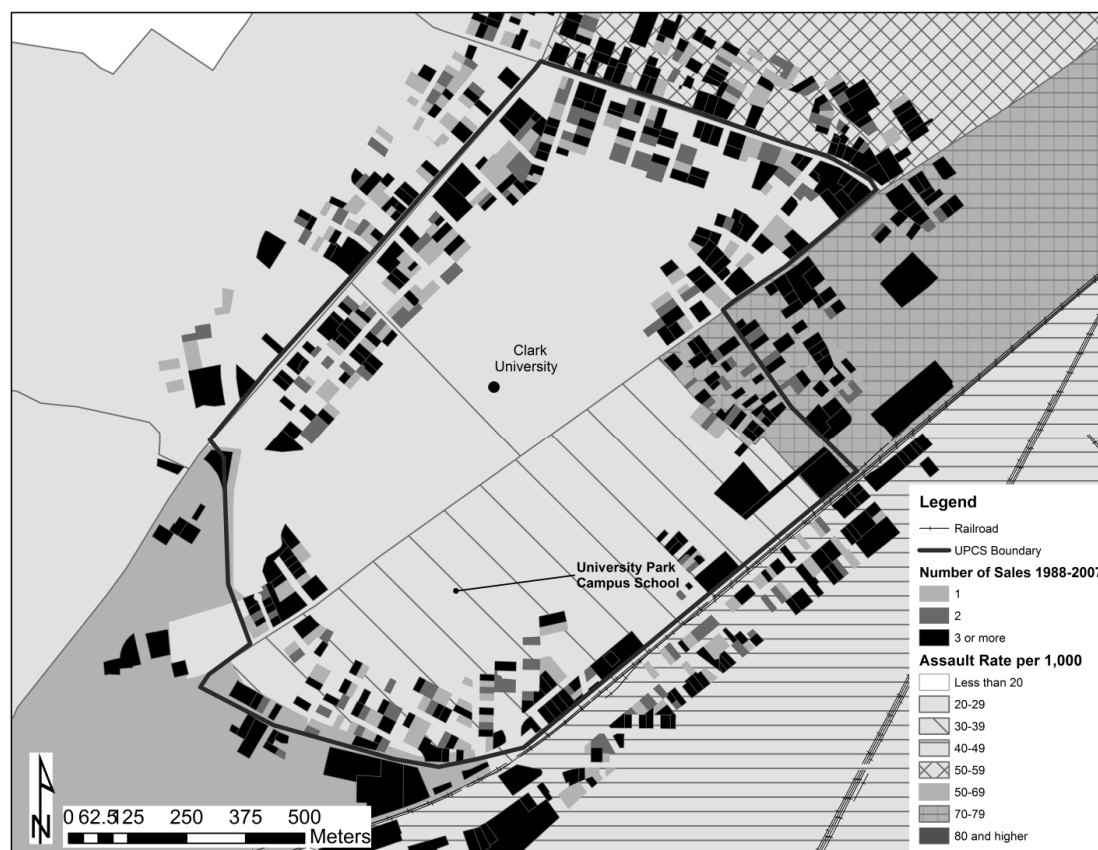 Clark
University
University Park
Campus School
Legend
Railroad
UPCS Boundary
Number of Sales 1988-2007
1
2
3 or more
Assault Rate per 1,000
Less than 20
20-29
30-39
40-49
50-59
50-69
70-79
80 and higher
N
0 62.5 125 250 375 500
Meters